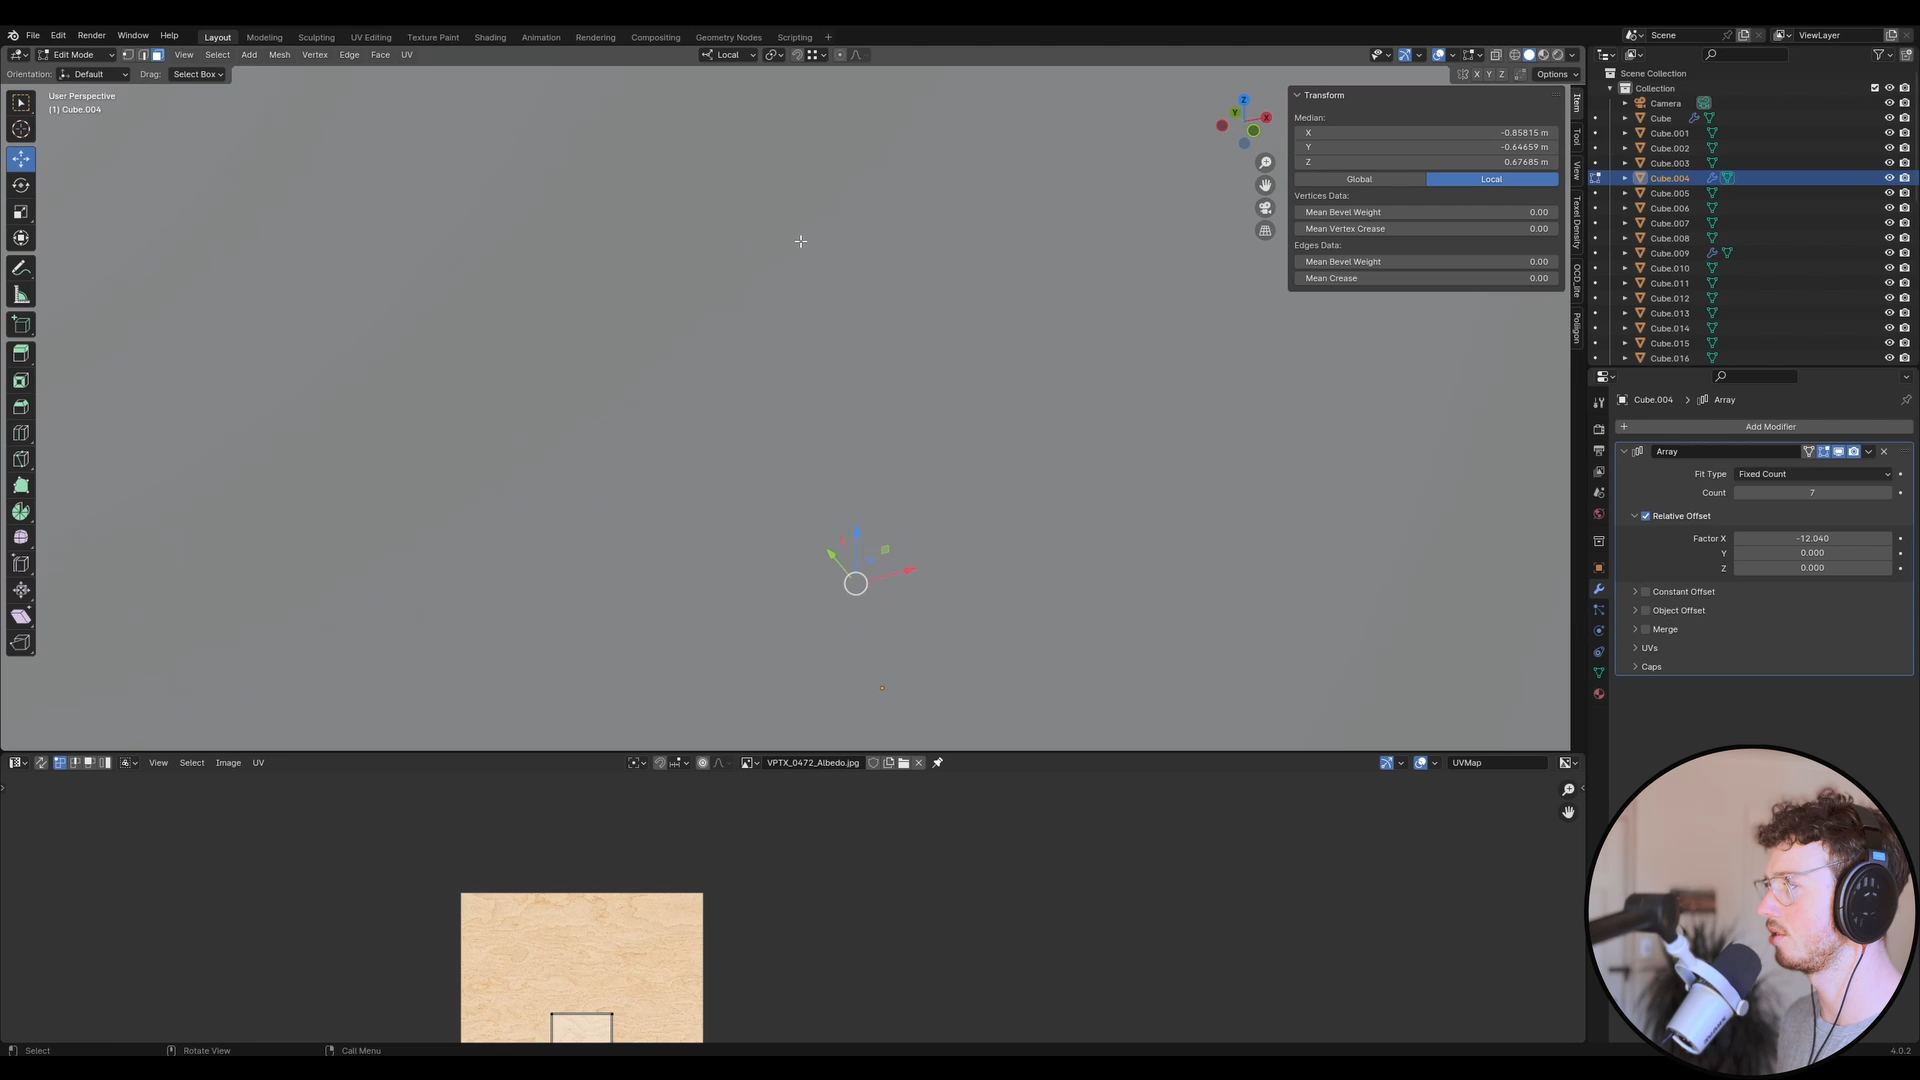 File Edit Render Window Help Layout Modeling Sculpting UV Editing Texture Paint Shading Animation Rendering Compositing Geometry Nodes Scripting + Scene ViewLayer
Edit Mode View Select Add Mesh Vertex Edge Face UV Local
Orientation: Default Drag: Select Box X Y Z Options
User Perspective
(1) Cube.004
Z
Y
X
Transform
Median:
X -0.85815 m
Y -0.64659 m
Z 0.67685 m
Global Local
Vertices Data:
Mean Bevel Weight 0.00
Mean Vertex Crease 0.00
Edges Data:
Mean Bevel Weight 0.00
Mean Crease 0.00
Item
Tool
View
Texel Density
OCD_lite
Poliigon
Scene Collection
Collection
Camera
Cube
Cube.001
Cube.002
Cube.003
Cube.004
Cube.005
Cube.006
Cube.007
Cube.008
Cube.009
Cube.010
Cube.011
Cube.012
Cube.013
Cube.014
Cube.015
Cube.016
Cube.004 > Array
+ Add Modifier
Array
Fit Type Fixed Count
Count 7
Relative Offset
Factor X -12.040
Y 0.000
Z 0.000
Constant Offset
Object Offset
Merge
UVs
Caps
View Select Image UV VPTX_0472_Albedo.jpg UVMap
Select Rotate View Call Menu 4.0.2